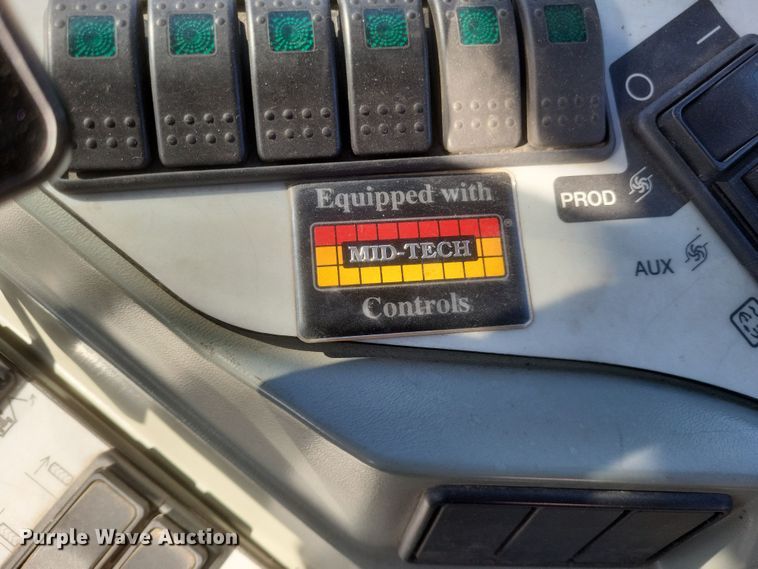 Equipped with
MID-TECH
®
Controls
PROD
AUX
Purple Wave Auction